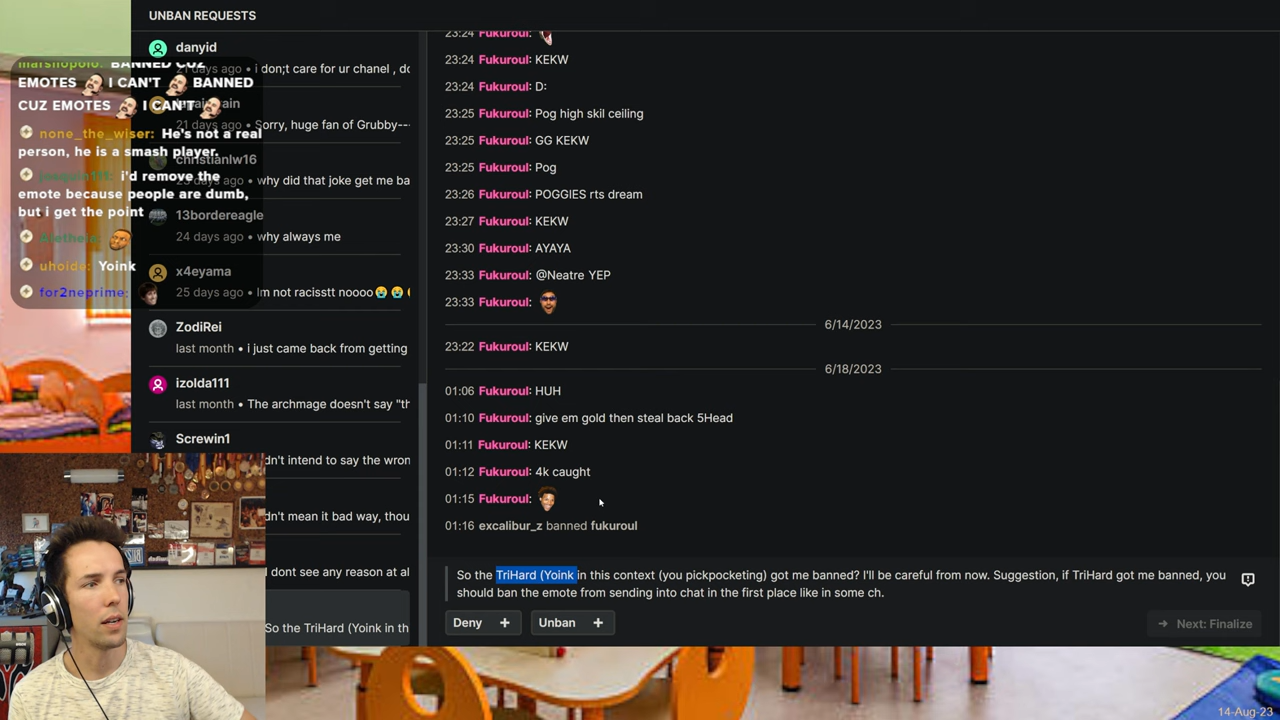 UNBAN REQUESTS
danyid
21 days ago • i don;t care for ur chanel , do
21 days ago • Sorry, huge fan of Grubby--
christianlw16
ago • why did that joke get me ba
13bordereagle
24 days ago • why always me
x4eyama
25 days ago • Im not racisstt noooo😭😭
ZodiRei
last month • i just came back from getting
izolda111
last month • The archmage doesn't say "th
Screwin1
dn't intend to say the wron
dn't mean it bad way, thou
dont see any reason at al
So the TriHard (Yoink in th
marshopolo: BANNED CUZ
EMOTES I CAN'T BANNED
CUZ EMOTES I CAN'T
none_the_wiser: He's not a real
person, he is a smash player.
i'd remove the
emote because people are dumb,
but i get the point
uhoide: Yoink
for2neprime:
23:24 Fukuroul:
23:24 Fukuroul: KEKW
23:24 Fukuroul: D:
23:25 Fukuroul: Pog high skil ceiling
23:25 Fukuroul: GG KEKW
23:25 Fukuroul: Pog
23:26 Fukuroul: POGGIES rts dream
23:27 Fukuroul: KEKW
23:30 Fukuroul: AYAYA
23:33 Fukuroul: @Neatre YEP
23:33 Fukuroul:
6/14/2023
23:22 Fukuroul: KEKW
6/18/2023
01:06 Fukuroul: HUH
01:10 Fukuroul: give em gold then steal back 5Head
01:11 Fukuroul: KEKW
01:12 Fukuroul: 4k caught
01:15 Fukuroul:
01:16 excalibur_z banned fukuroul
So the TriHard (Yoink in this context (you pickpocketing) got me banned? I'll be careful from now. Suggestion, if TriHard got me banned, you
should ban the emote from sending into chat in the first place like in some ch.
Deny +
Unban +
→ Next: Finalize
14-Aug-23